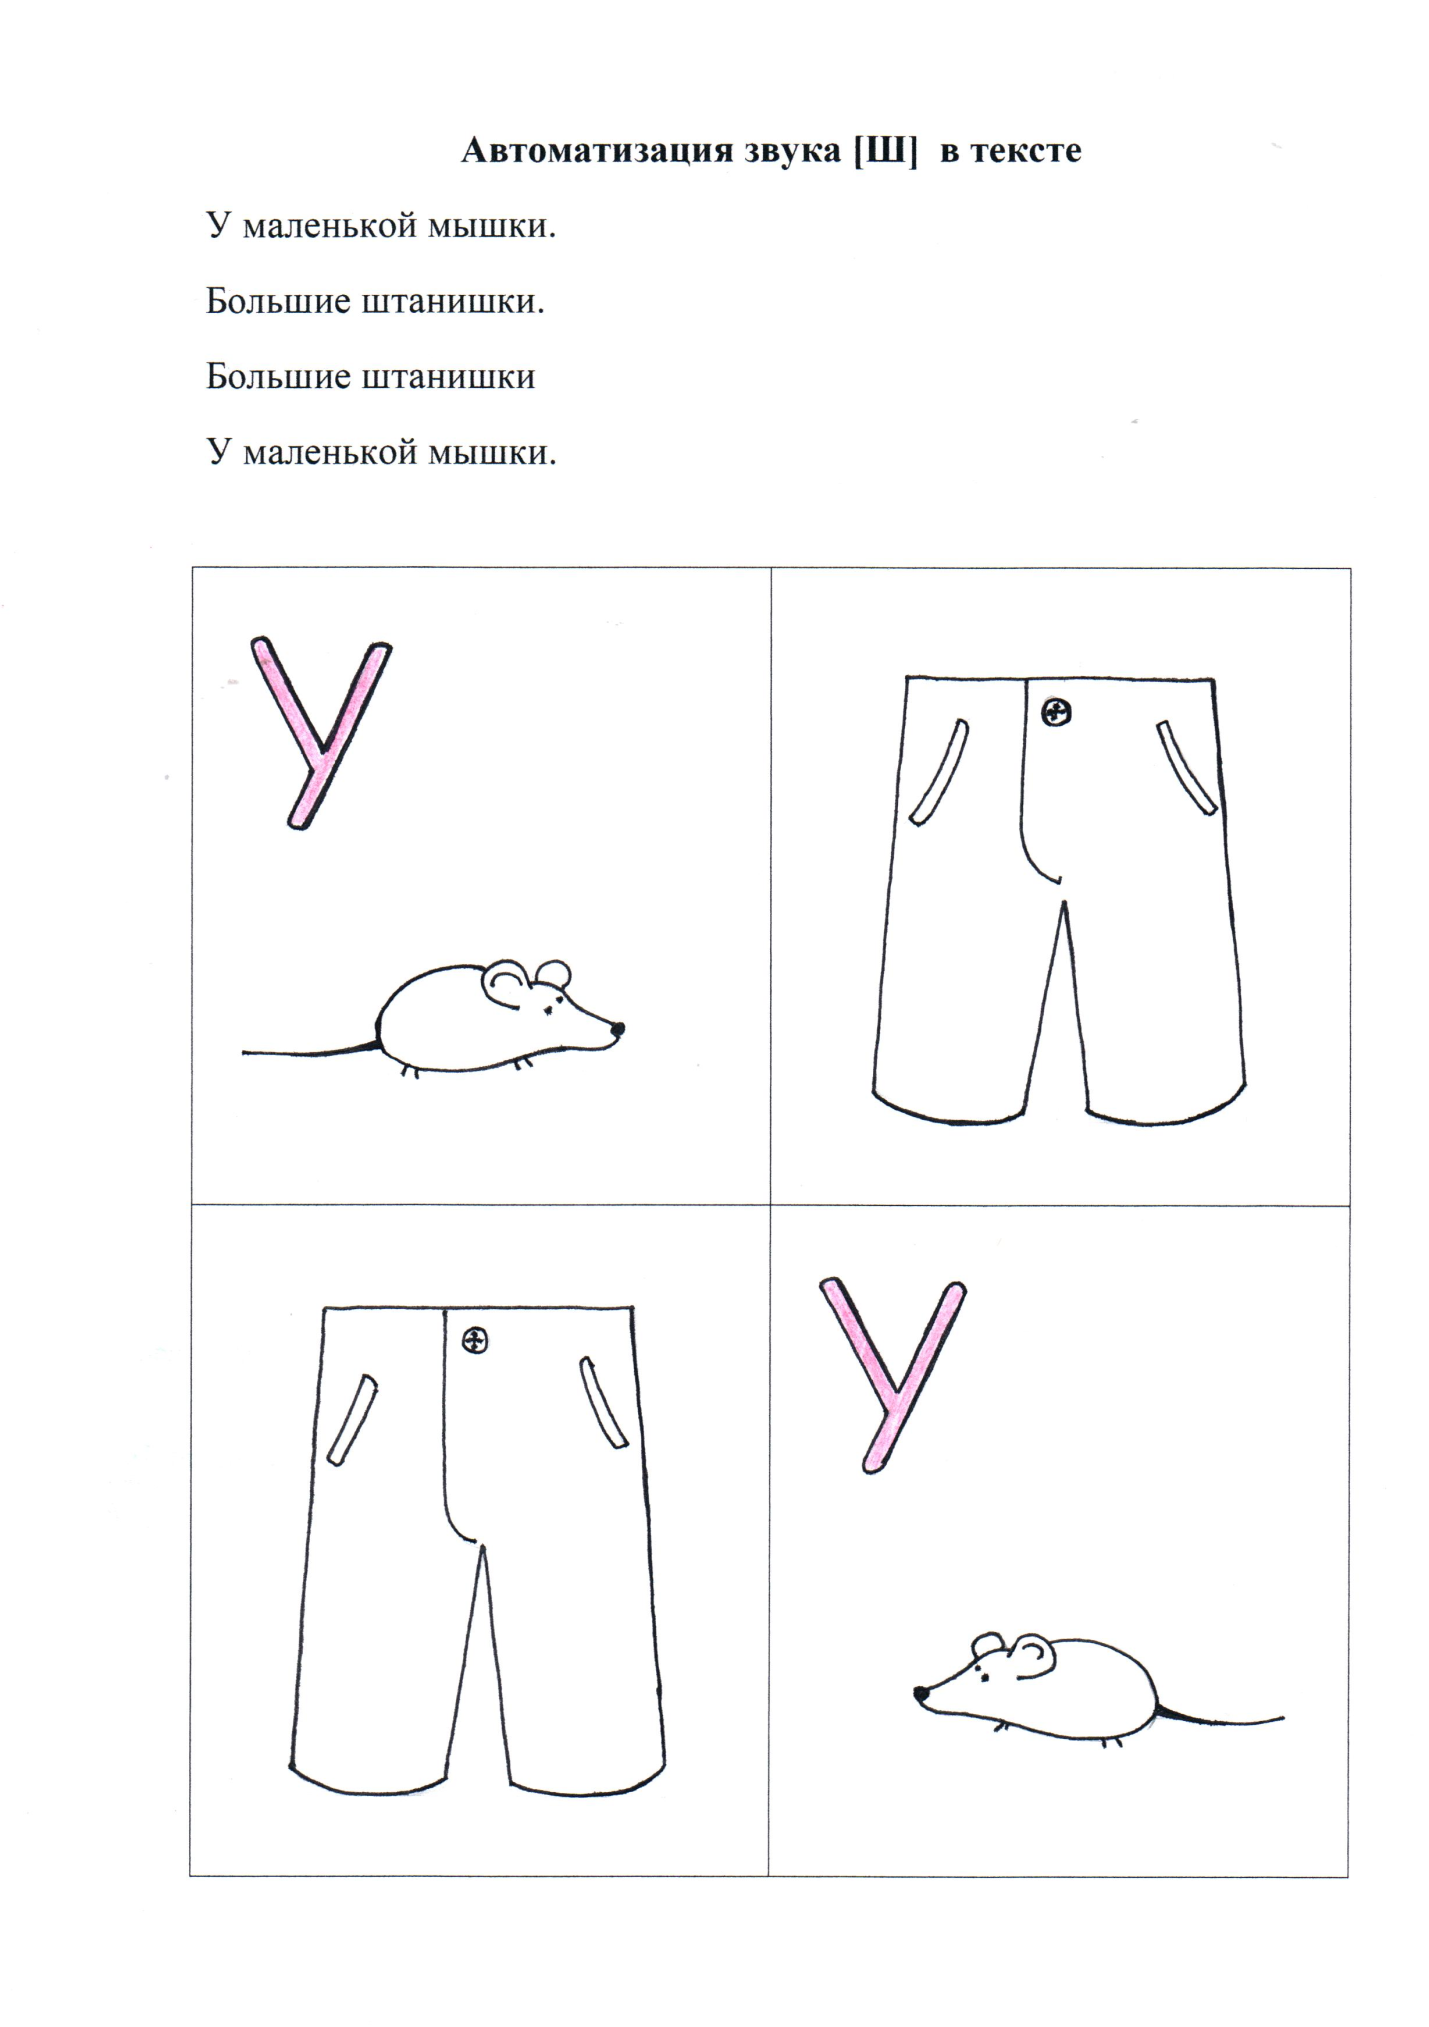 Автоматизация звука [Ш] в тексте
У маленькой мышки.
Большие штанишки.
Большие штанишки
У маленькой мышки.
У
У